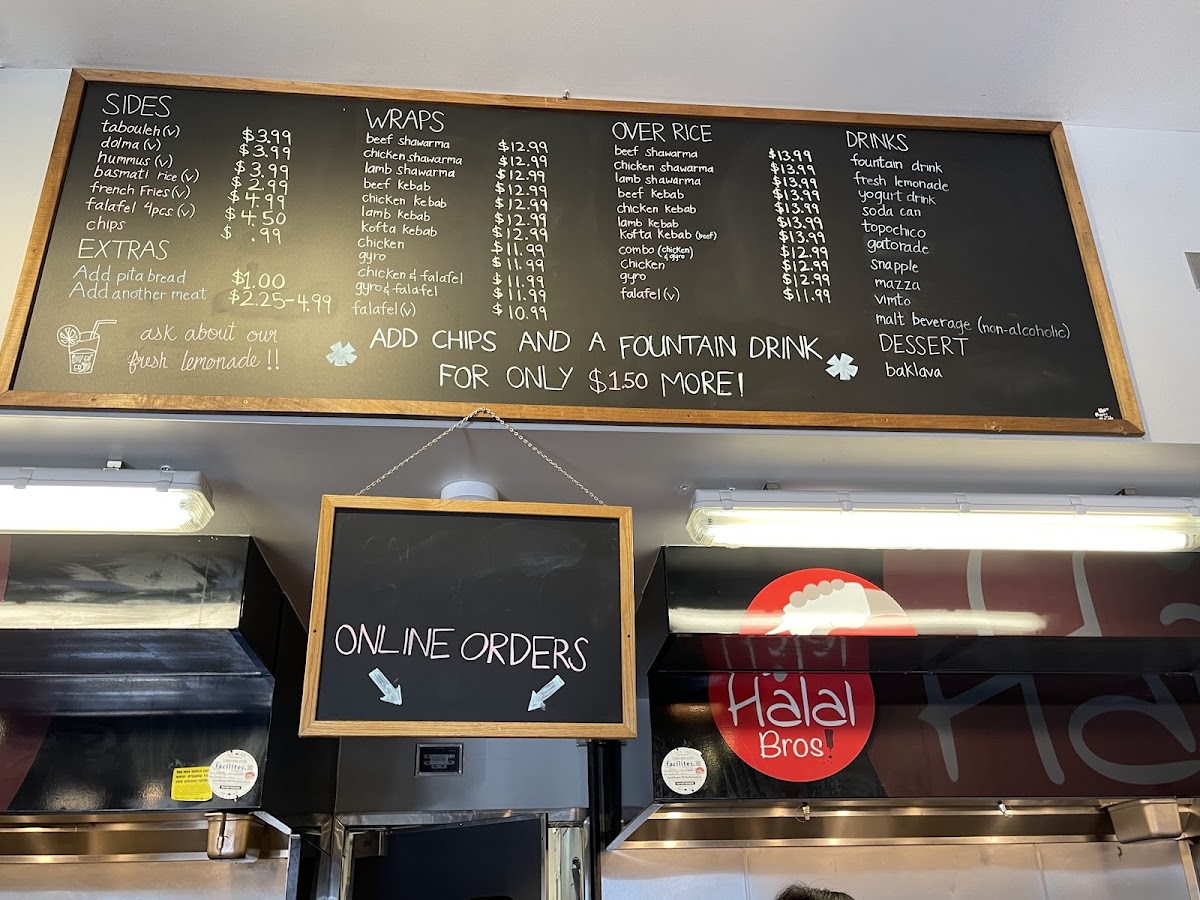 SIDES
tabouleh (v) $3.99
dolma (v) $3.99
hummus (v) $3.99
basmati rice (v) $2.99
french Fries (v) $4.99
falafel 4pcs (v) $4.50
chips $ .99
EXTRAS
Add pita bread $1.00
Add another meat $2.25-4.99
ask about our
fresh lemonade !!
WRAPS
beef shawarma $12.99
chicken shawarma $12.99
lamb shawarma $12.99
beef kebab $12.99
chicken kebab $12.99
lamb kebab $12.99
kofta kebab $12.99
chicken $11.99
gyro $11.99
chicken & falafel $11.99
gyro & falafel $11.99
falafel (v) $10.99
OVER RICE
beef shawarma $13.99
chicken shawarma $13.99
lamb shawarma $13.99
beef kebab $13.99
chicken kebab $13.99
lamb kebab $13.99
kofta kebab (beef) $13.99
combo (chicken & gyro) $12.99
chicken $12.99
gyro $12.99
falafel (v) $11.99
DRINKS
fountain drink
fresh lemonade
yogurt drink
soda can
topochico
gatorade
snapple
mazza
vimto
malt beverage (non-alcoholic)
DESSERT
baklava
ADD CHIPS AND A FOUNTAIN DRINK
FOR ONLY $1.50 MORE!
ONLINE ORDERS
Halal
Bros!
facilitec
facilitec